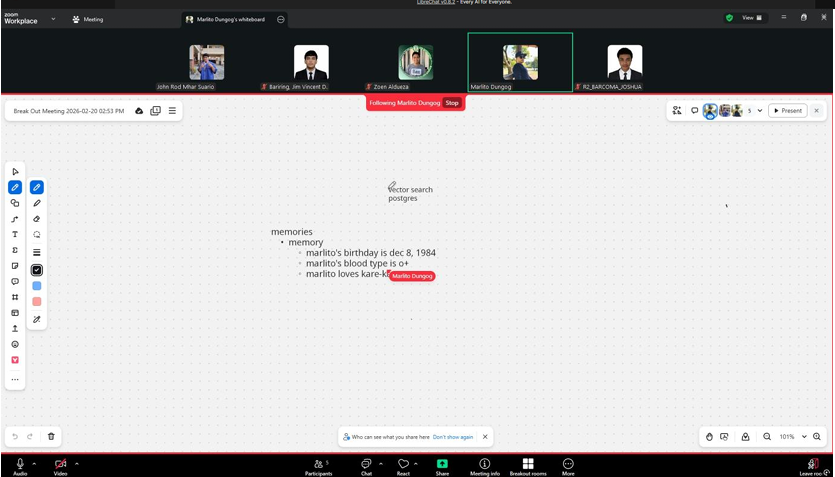 LibreChat v0.8.2 - Every AI for Everyone.
zoom
Workplace
Meeting
Marlito Dungog's whiteboard
View
John Rod Mhar Suario
Bariring, Jim Vincent D.
Zoen Aldueza
Marlito Dungog
R2_BARCOMA_JOSHUA
Following Marlito Dungog
Stop
Break Out Meeting 2026-02-20 02:53 PM
1
5
Present
vector search
postgres
memories
memory
marlito's birthday is dec 8, 1984
marlito's blood type is o+
marlito loves kare-k
Marlito Dungog
Who can see what you share here
Don't show again
101%
Audio
Video
Participants
5
Chat
React
Share
Meeting info
Breakout rooms
More
Leave roo